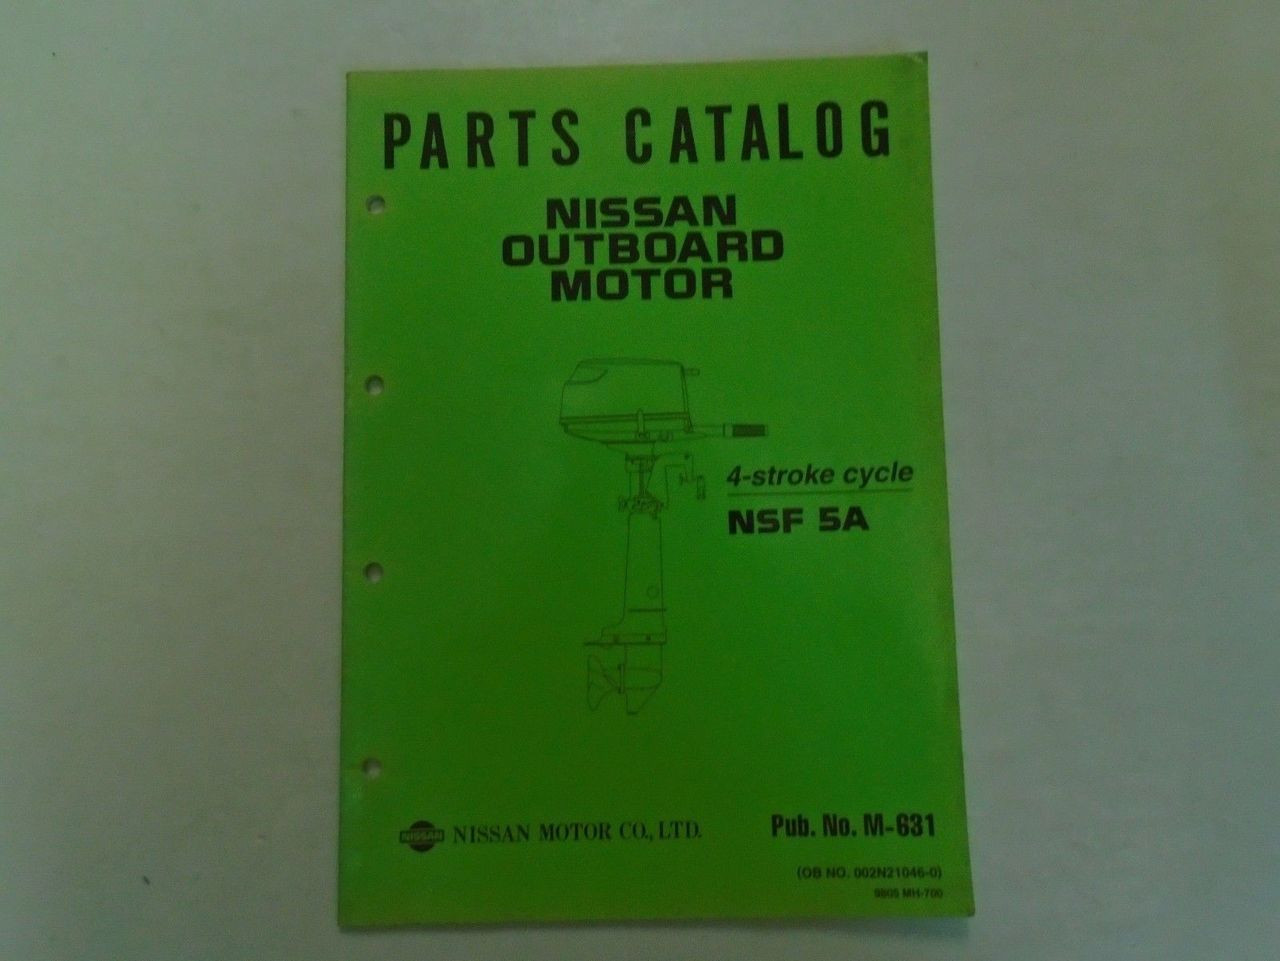 PARTS CATALOG
NISSAN
OUTBOARD
MOTOR
4-stroke cycle
NSF 5A
NISSAN
NISSAN MOTOR CO., LTD.
Pub. No. M-631
(OB NO. 002N21046-0)
9805 MH-700